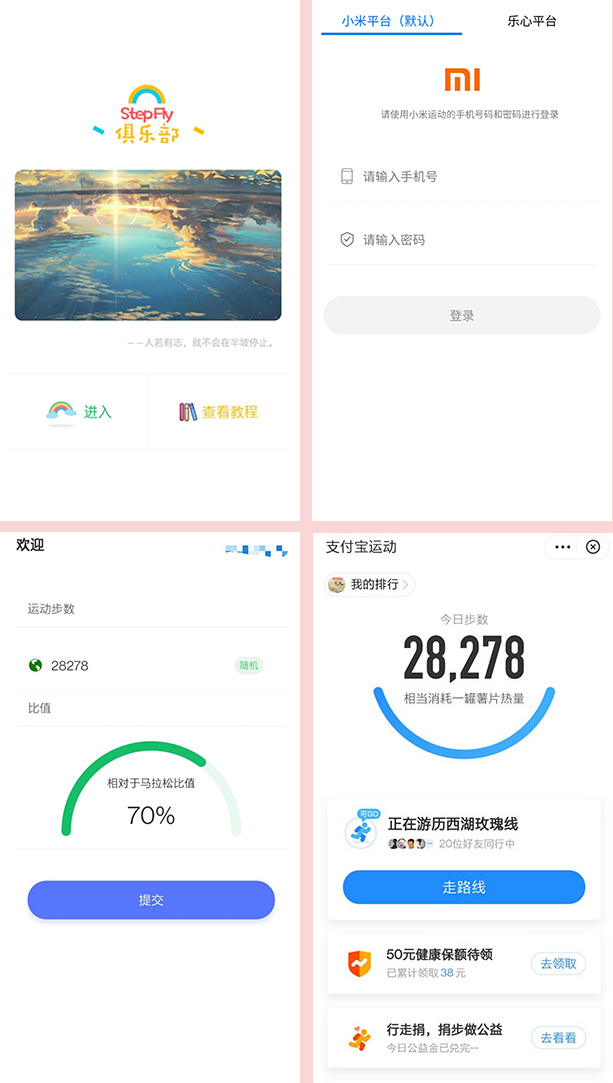 StepFly
俱乐部
——人若有志，就不会在半坡停止。
进入
查看教程
小米平台（默认）
乐心平台
请使用小米运动的手机号码和密码进行登录
请输入手机号
请输入密码
登录
欢迎
运动步数
28278
随机
比值
相对于马拉松比值
70%
提交
支付宝运动
我的排行
今日步数
28,278
相当消耗一罐薯片热量
可GO
正在游历西湖玫瑰线
20位好友同行中
走路线
50元健康保额待领
已累计领取 38 元
去领取
行走捐，捐步做公益
今日公益金已兑完--
去看看